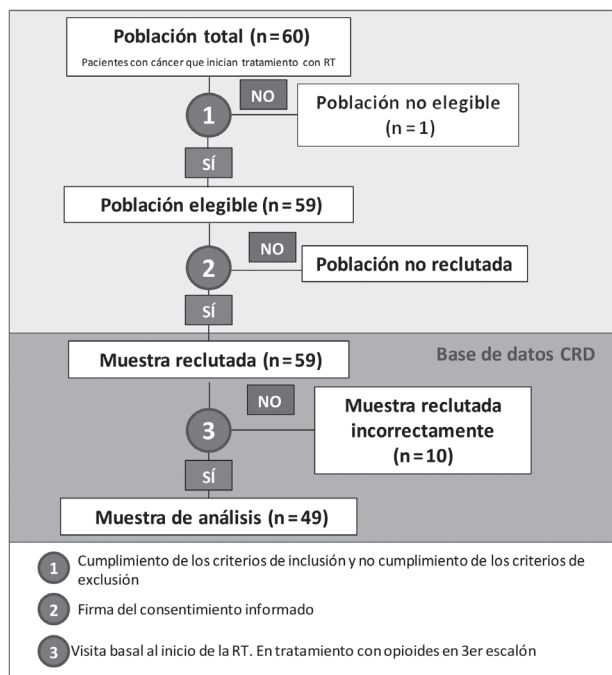 Población total (n=60)
Pacientes con cáncer que inician tratamiento con RT
NO
1
Población no elegible
(n=1)
SÍ
Población elegible (n=59)
NO
2
Población no reclutada
SÍ
Muestra reclutada (n=59)
Base de datos CRD
NO
3
Muestra reclutada
incorrectamente
(n=10)
SÍ
Muestra de análisis (n=49)
1 Cumplimiento de los criterios de inclusión y no cumplimiento de los criterios de
exclusión
2 Firma del consentimiento informado
3 Visita basal al inicio de la RT. En tratamiento con opioides en 3er escalón